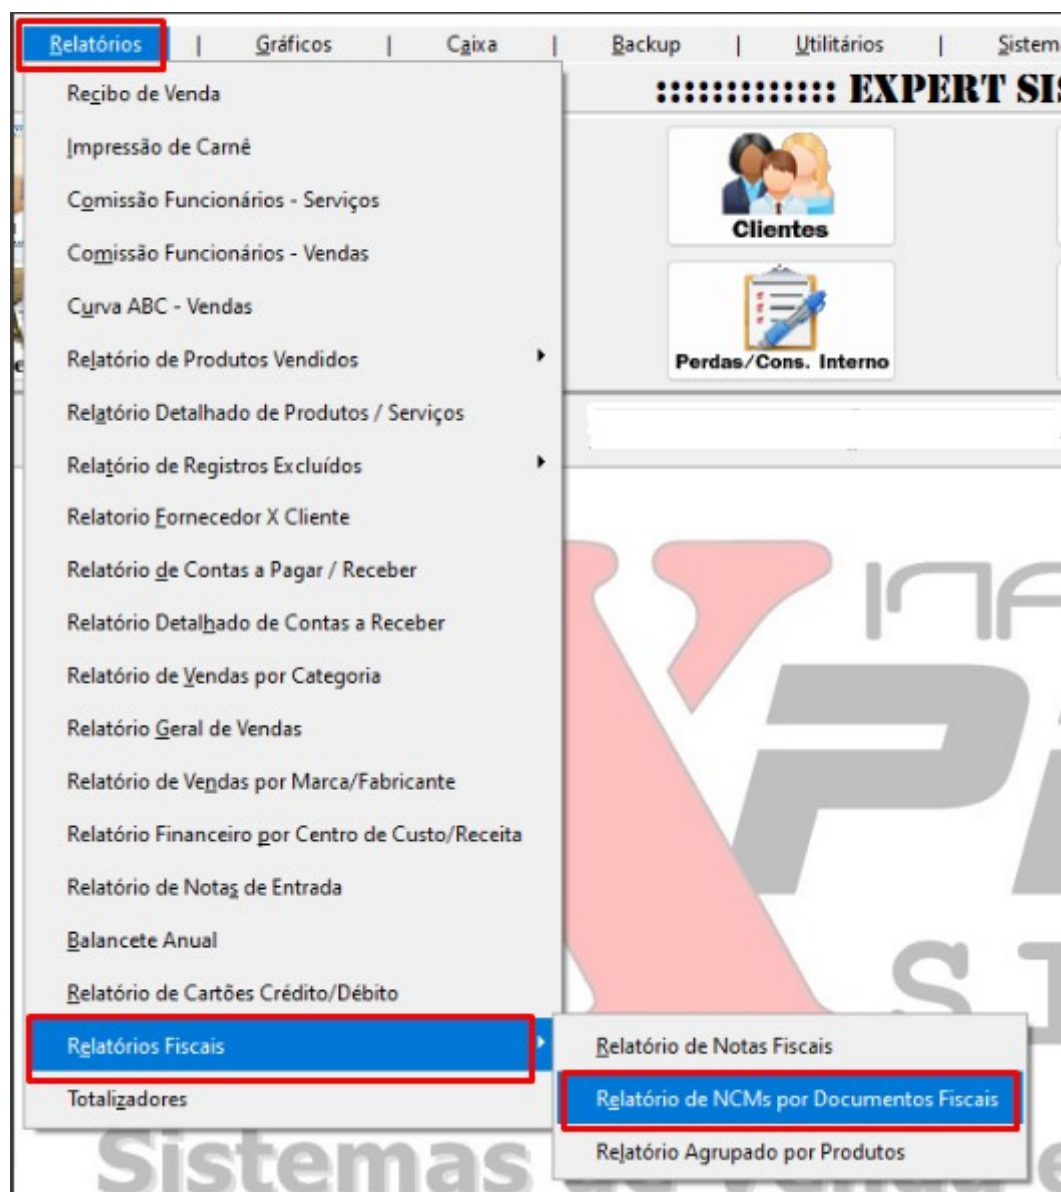 Relatórios | Gráficos | Caixa | Backup | Utilitários | Sistem
:::::::::::::: EXPERT SIS
Recibo de Venda
Impressão de Carnê
Comissão Funcionários - Serviços
Comissão Funcionários - Vendas
Curva ABC - Vendas
Relatório de Produtos Vendidos
Relatório Detalhado de Produtos / Serviços
Relatório de Registros Excluídos
Relatorio Fornecedor X Cliente
Relatório de Contas a Pagar / Receber
Relatório Detalhado de Contas a Receber
Relatório de Vendas por Categoria
Relatório Geral de Vendas
Relatório de Vendas por Marca/Fabricante
Relatório Financeiro por Centro de Custo/Receita
Relatório de Notas de Entrada
Balancete Anual
Relatório de Cartões Crédito/Débito
Relatórios Fiscais
Totalizadores
Clientes
Perdas/Cons. Interno
Relatório de Notas Fiscais
Relatório de NCMs por Documentos Fiscais
Relatório Agrupado por Produtos
Sistemas